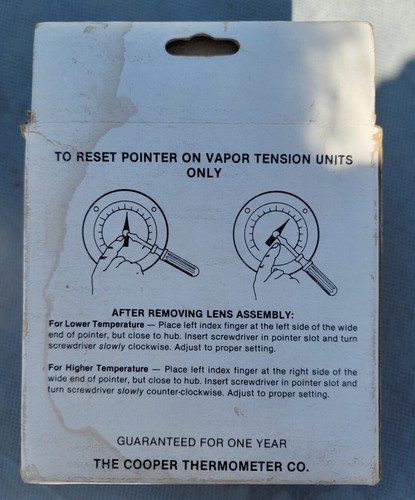 TO RESET POINTER ON VAPOR TENSION UNITS
ONLY
AFTER REMOVING LENS ASSEMBLY:
For Lower Temperature — Place left index finger at the left side of the wide
end of pointer, but close to hub. Insert screwdriver in pointer slot and turn
screwdriver slowly clockwise. Adjust to proper setting.
For Higher Temperature — Place left index finger at the right side of the
wide end of pointer, but close to hub. Insert screwdriver in pointer slot and
turn screwdriver slowly counter-clockwise. Adjust to proper setting.
GUARANTEED FOR ONE YEAR
THE COOPER THERMOMETER CO.